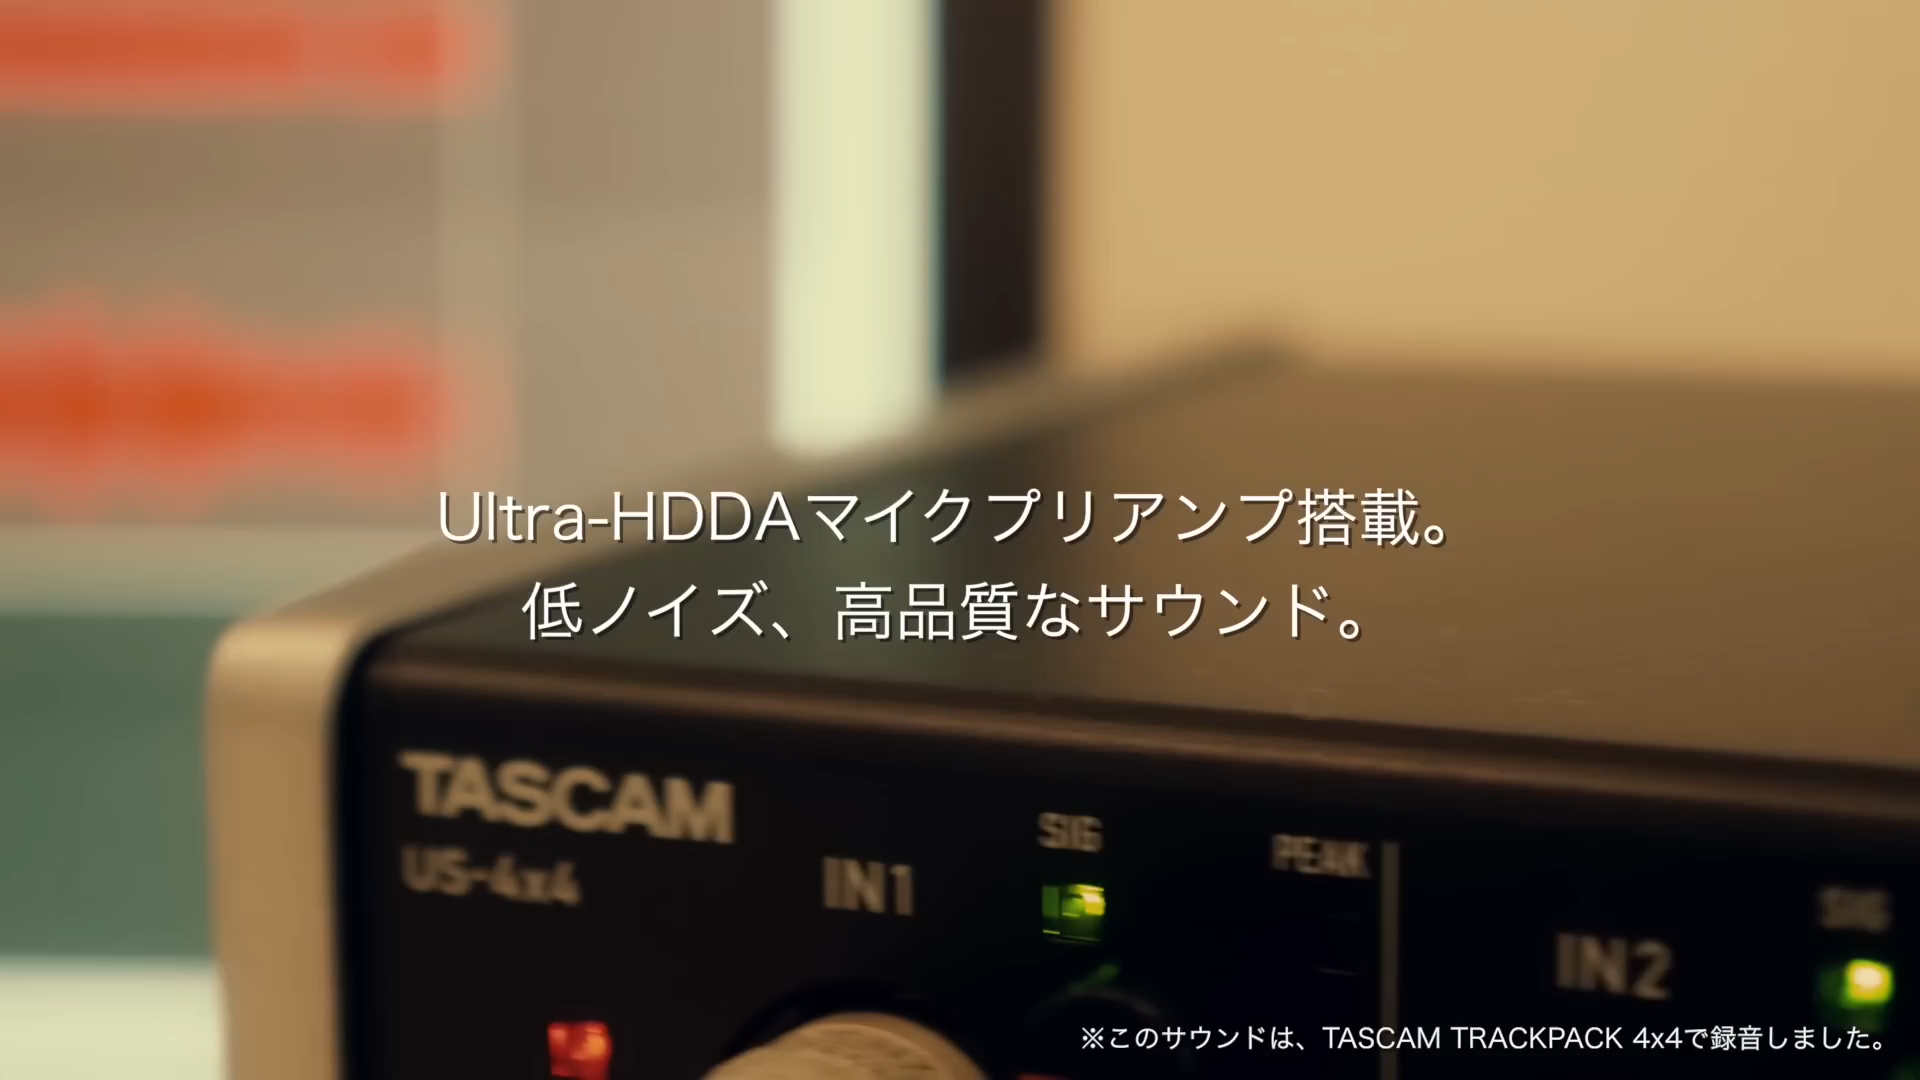 Ultra-HDDAマイクプリアンプ搭載。
低ノイズ、高品質なサウンド。
TASCAM
US-4x4
IN1
SIG
PEAK
IN2
SIG
※このサウンドは、TASCAM TRACKPACK 4x4で録音しました。